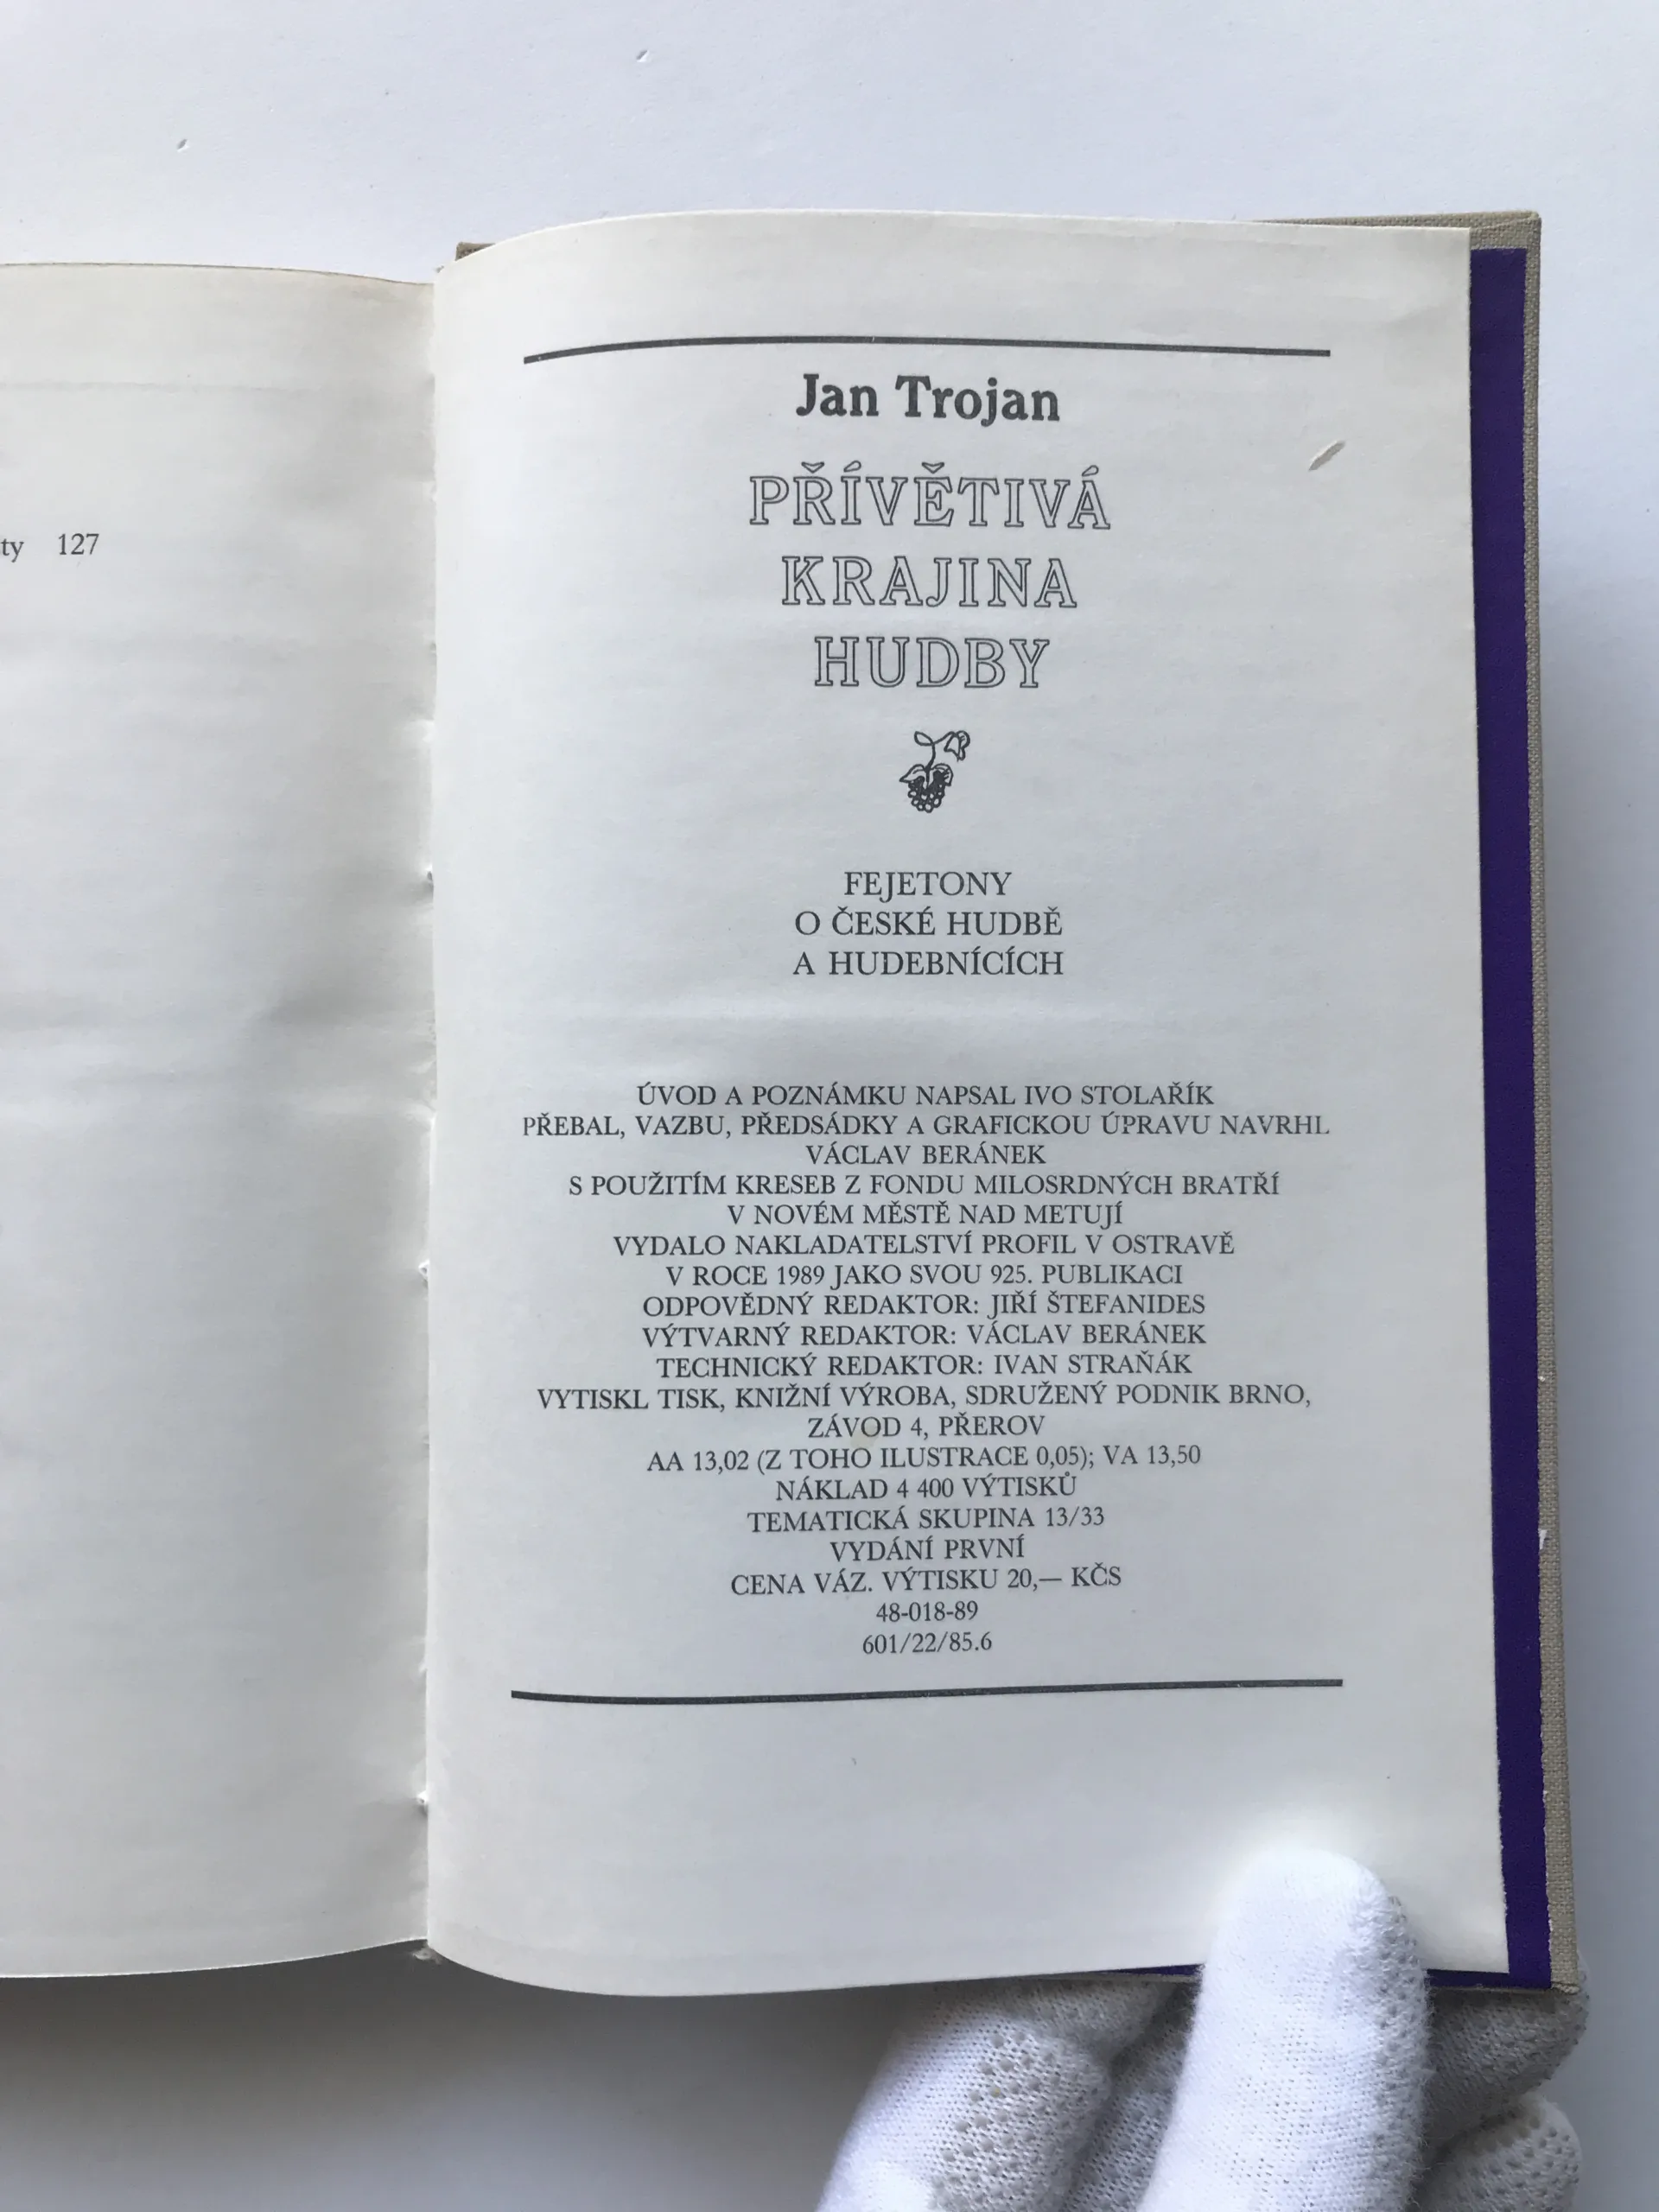 ty 127
Jan Trojan
PŘÍVĚTIVÁ
KRAJINA
HUDBY
FEJETONY
O ČESKÉ HUDBĚ
A HUDEBNÍCÍCH
ÚVOD A POZNÁMKU NAPSAL IVO STOLAŘÍK
PŘEBAL, VAZBU, PŘEDSÁDKY A GRAFICKOU ÚPRAVU NAVRHL
VÁCLAV BERÁNEK
S POUŽITÍM KRESEB Z FONDU MILOSRDNÝCH BRATŘÍ
V NOVÉM MĚSTĚ NAD METUJÍ
VYDALO NAKLADATELSTVÍ PROFIL V OSTRAVĚ
V ROCE 1989 JAKO SVOU 925. PUBLIKACI
ODPOVĚDNÝ REDAKTOR: JIŘÍ ŠTEFANIDES
VÝTVARNÝ REDAKTOR: VÁCLAV BERÁNEK
TECHNICKÝ REDAKTOR: IVAN STRAŇÁK
VYTISKL TISK, KNIŽNÍ VÝROBA, SDRUŽENÝ PODNIK BRNO,
ZÁVOD 4, PŘEROV
AA 13,02 (Z TOHO ILUSTRACE 0,05); VA 13,50
NÁKLAD 4 400 VÝTISKŮ
TEMATICKÁ SKUPINA 13/33
VYDÁNÍ PRVNÍ
CENA VÁZ. VÝTISKU 20,— KČS
48-018-89
601/22/85.6